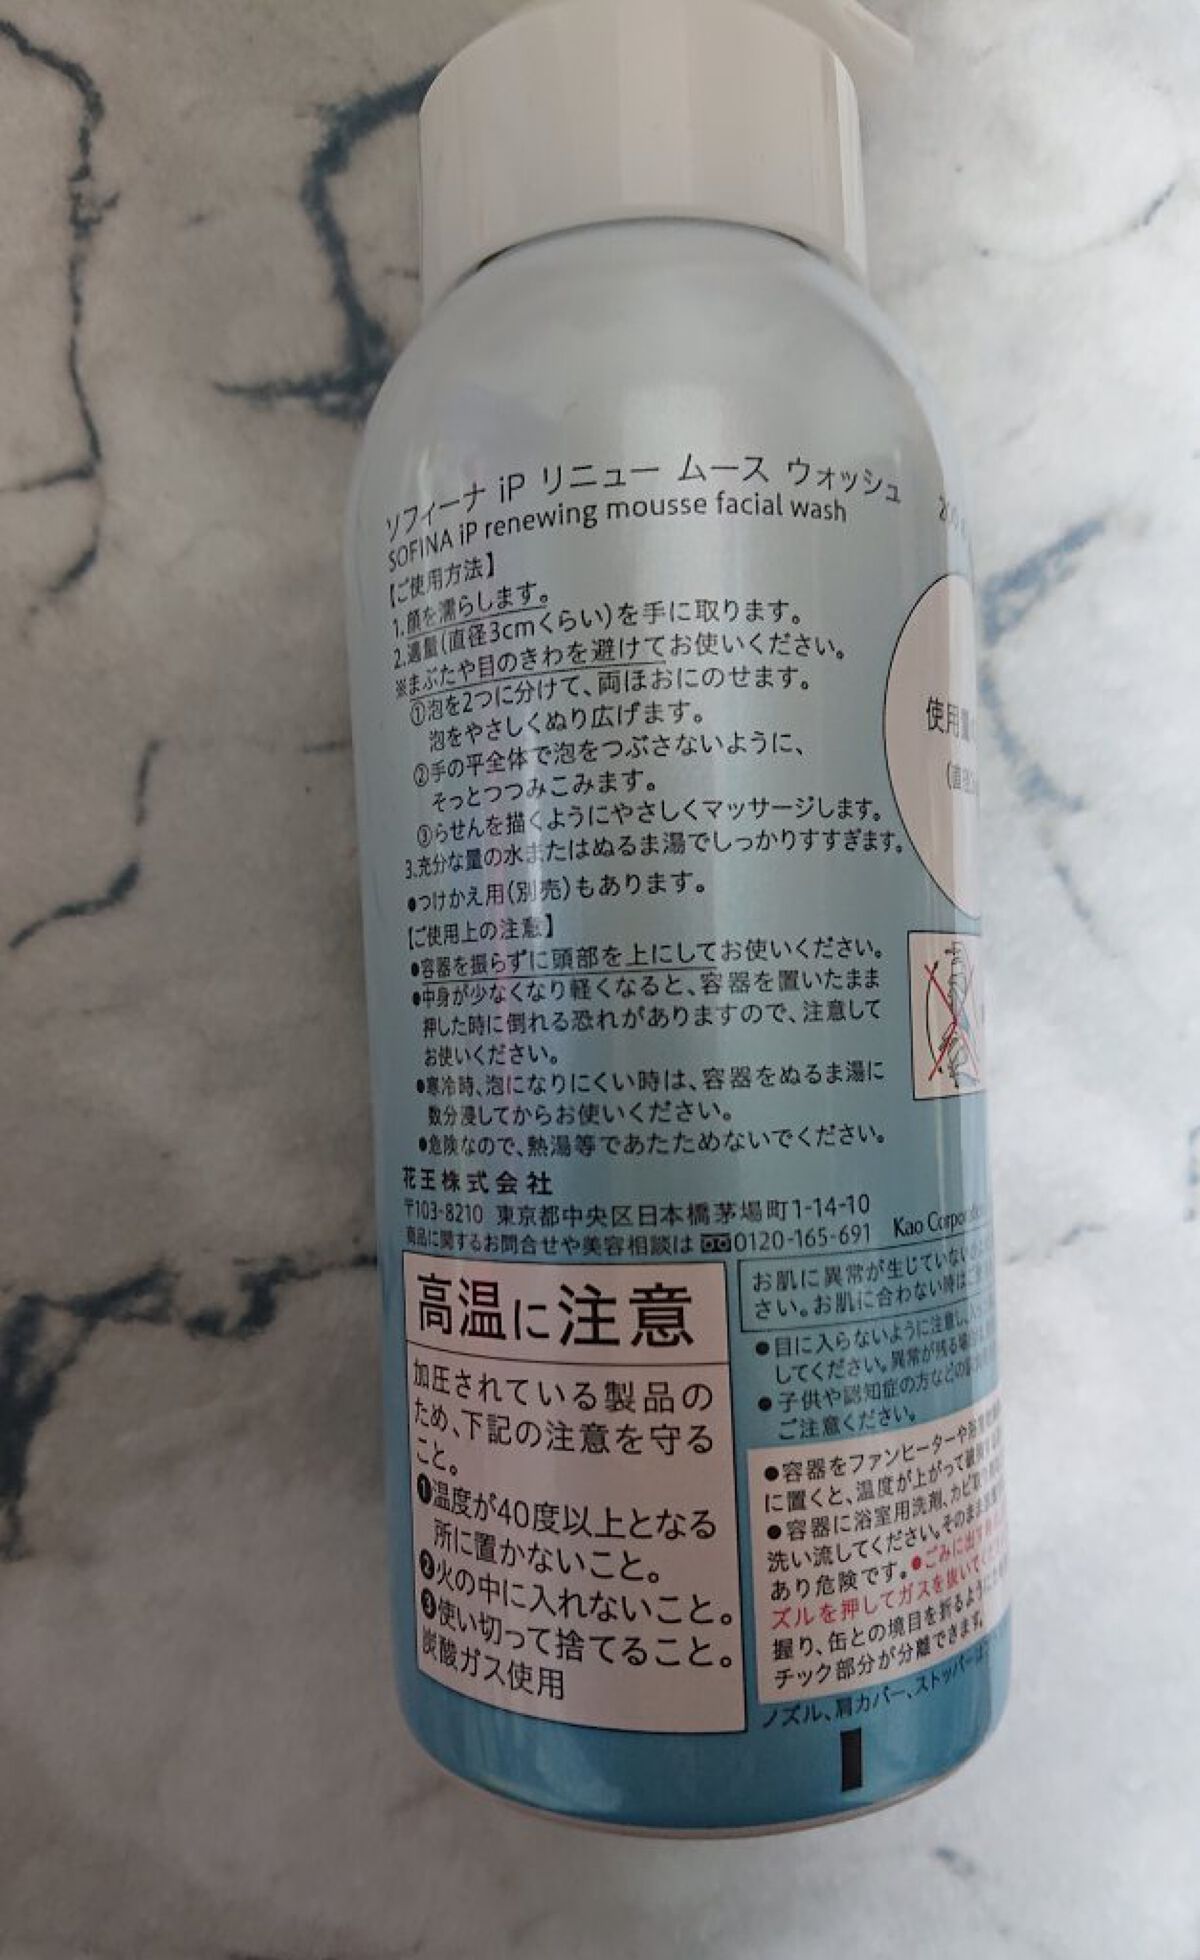 ソフィーナ iP リニュー ムース ウォッシュ
SOFINA iP renewing mousse facial wash
【ご使用方法】
1.顔を濡らします。
2.適量(直径3cmくらい)を手に取ります。
※まぶたや目のきわを避けてお使いください。
①泡を2つに分けて、両ほおにのせます。
泡をやさしくぬり広げます。
②手の平全体で泡をつぶさないように、
そっとつつみこみます。
③らせんを描くようにやさしくマッサージします。
3.充分な量の水またはぬるま湯でしっかりすすぎます。
●つけかえ用(別売)もあります。
【ご使用上の注意】
●容器を振らずに頭部を上にしてお使いください。
●中身が少なくなり軽くなると、容器を置いたまま
押した時に倒れる恐れがありますので、注意して
お使いください。
●寒冷時、泡になりにくい時は、容器をぬるま湯に
数分浸してからお使いください。
●危険なので、熱湯等であたためないでください。
花王株式会社
〒103-8210 東京都中央区日本橋茅場町1-14-10
商品に関するお問合せや美容相談は 0120-165-691
Kao
使用量
高温に注意
加圧されている製品の
ため、下記の注意を守る
こと。
❶温度が40度以上となる
所に置かないこと。
❷火の中に入れないこと。
❸使い切って捨てること。
炭酸ガス使用
お肌に異常が生じていない
さい。お肌に合わない時は
●目に入らないように注意し
してください。異常が残る
●子供や認知症の方などの
ご注意ください。
●容器をファンヒーターや
に置くと、温度が上がって
●容器に浴室用洗剤、カビ
洗い流してください。そのまま
あり危険です。●ごみに出す
ズルを押してガスを抜いて
握り、缶との境目を折るように
チック部分が分離できます。
ノズル、肩カバー、ストッパーは